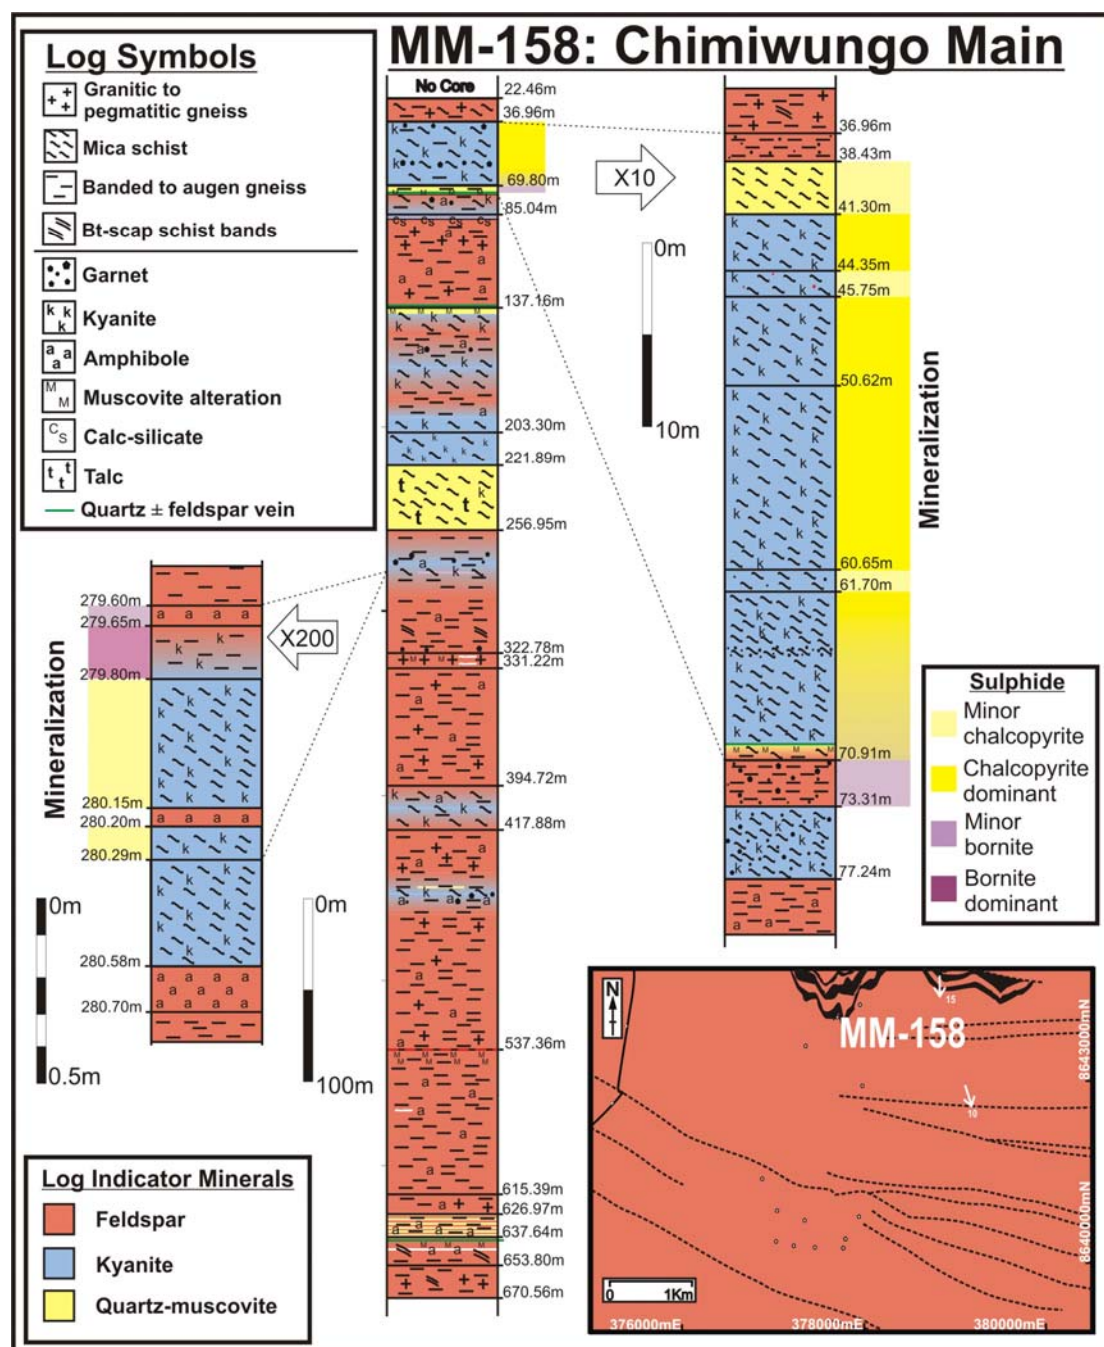 MM-158: Chimiwungo Main
Log Symbols
Granitic to
pegmatitic gneiss
Mica schist
Banded to augen gneiss
Bt-scap schist bands
Garnet
k k
k
Kyanite
a a
a
Amphibole
M
M
Muscovite alteration
C
S
Calc-silicate
t t
t
Talc
Quartz ± feldspar vein
No Core
22.46m
36.96m
69.80m
85.04m
137.16m
203.30m
221.89m
256.95m
322.78m
331.22m
394.72m
417.88m
537.36m
615.39m
626.97m
637.64m
653.80m
670.56m
X10
0m
10m
36.96m
38.43m
41.30m
44.35m
45.75m
50.62m
60.65m
61.70m
70.91m
73.31m
77.24m
Mineralization
279.60m
279.65m
279.80m
280.15m
280.20m
280.29m
280.58m
280.70m
X200
Mineralization
0m
0.5m
0m
100m
Sulphide
Minor
chalcopyrite
Chalcopyrite
dominant
Minor
bornite
Bornite
dominant
Log Indicator Minerals
Feldspar
Kyanite
Quartz-muscovite
N
MM-158
15
10
8643000mN
8640000mN
0 1Km
376000mE
378000mE
380000mE